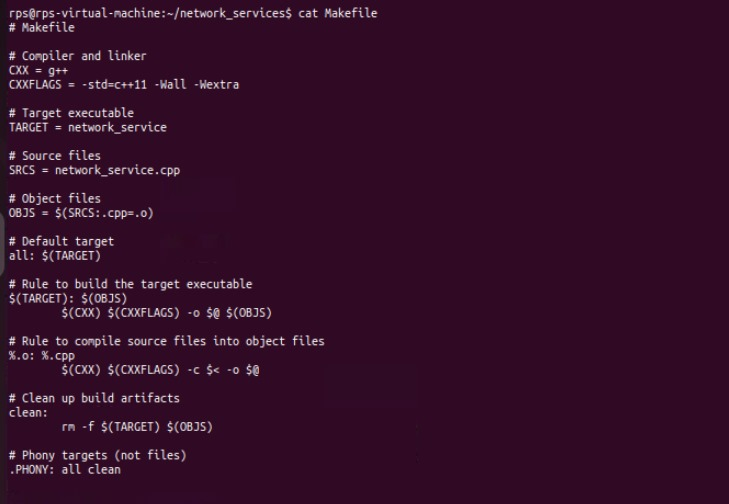 rps@rps-virtual-machine:~/network_services$ cat Makefile
# Makefile

# Compiler and linker
CXX = g++
CXXFLAGS = -std=c++11 -Wall -Wextra

# Target executable
TARGET = network_service

# Source files
SRCS = network_service.cpp

# Object files
OBJS = $(SRCS:.cpp=.o)

# Default target
all: $(TARGET)

# Rule to build the target executable
$(TARGET): $(OBJS)
	$(CXX) $(CXXFLAGS) -o $@ $(OBJS)

# Rule to compile source files into object files
%.o: %.cpp
	$(CXX) $(CXXFLAGS) -c $< -o $@

# Clean up build artifacts
clean:
	rm -f $(TARGET) $(OBJS)

# Phony targets (not files)
.PHONY: all clean